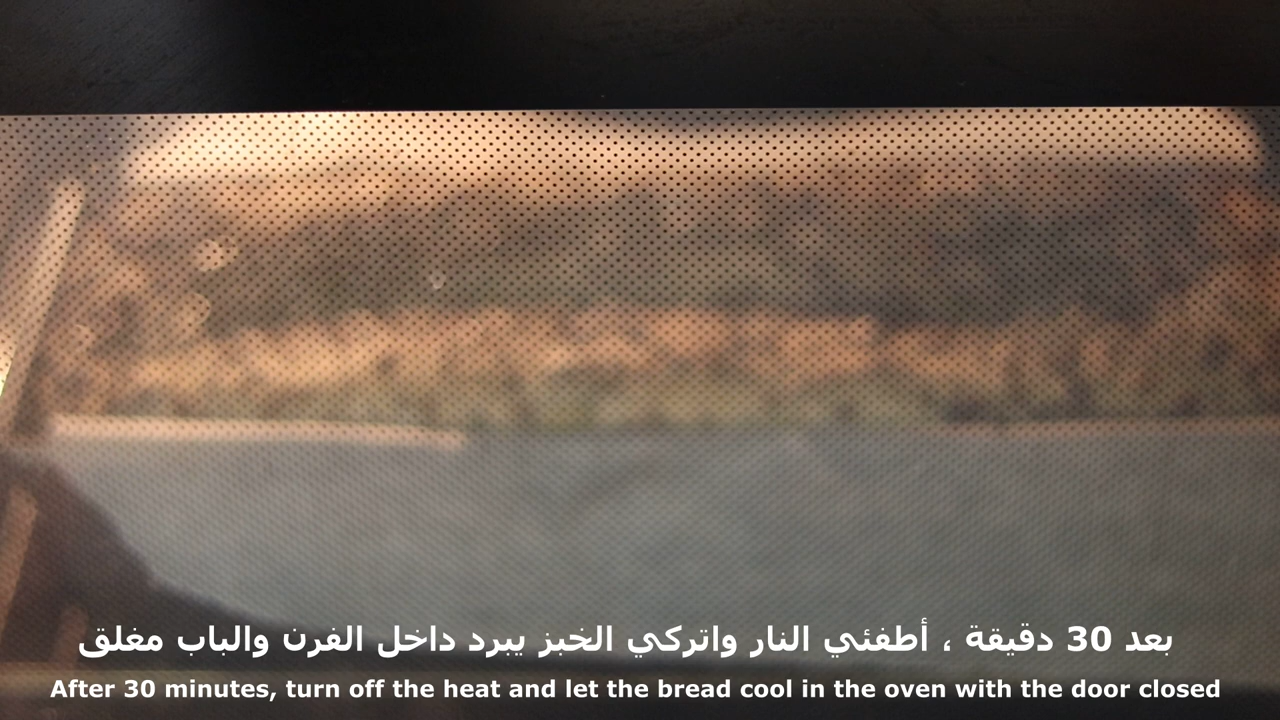 بعد 30 دقيقة ، أطفئي النار واتركي الخبز يبرد داخل الفرن والباب مغلق
After 30 minutes, turn off the heat and let the bread cool in the oven with the door closed